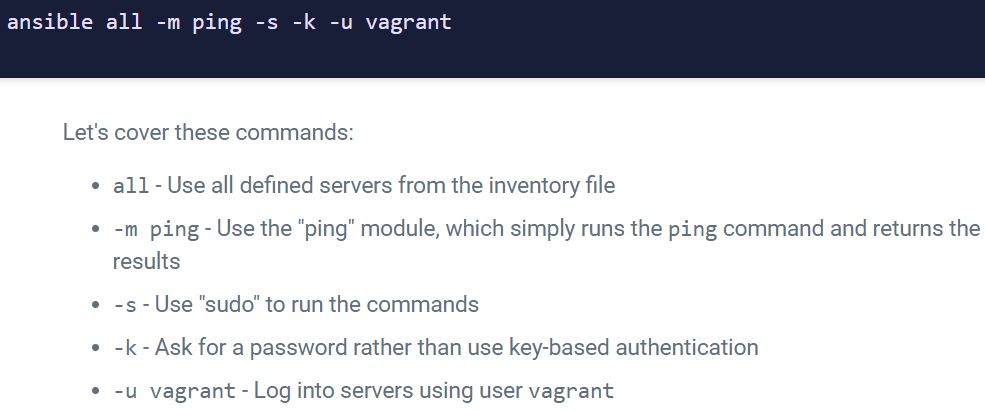 ansible all -m ping -s -k -u vagrant
Let's cover these commands:
• all - Use all defined servers from the inventory file
• -m ping - Use the "ping" module, which simply runs the ping command and returns the
results
• -s - Use "sudo" to run the commands
• -k - Ask for a password rather than use key-based authentication
• -u vagrant - Log into servers using user vagrant